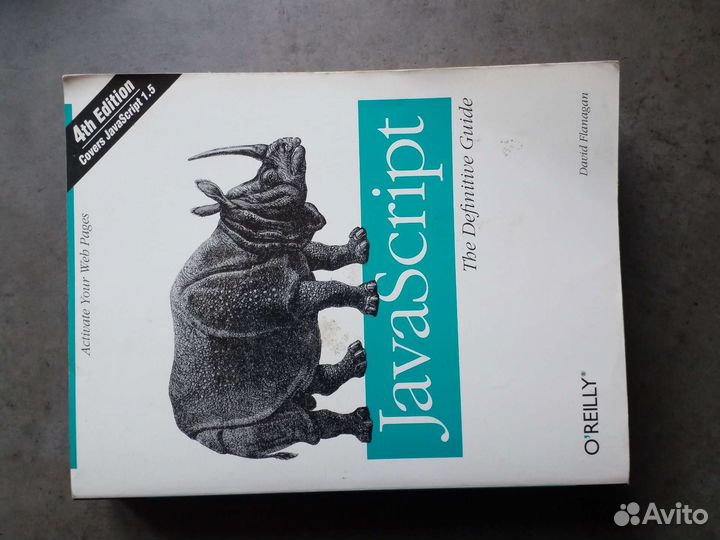 Activate Your Web Pages
4th Edition
Covers JavaScript 1.5
JavaScript
The Definitive Guide
O'REILLY®
David Flanagan
Avito